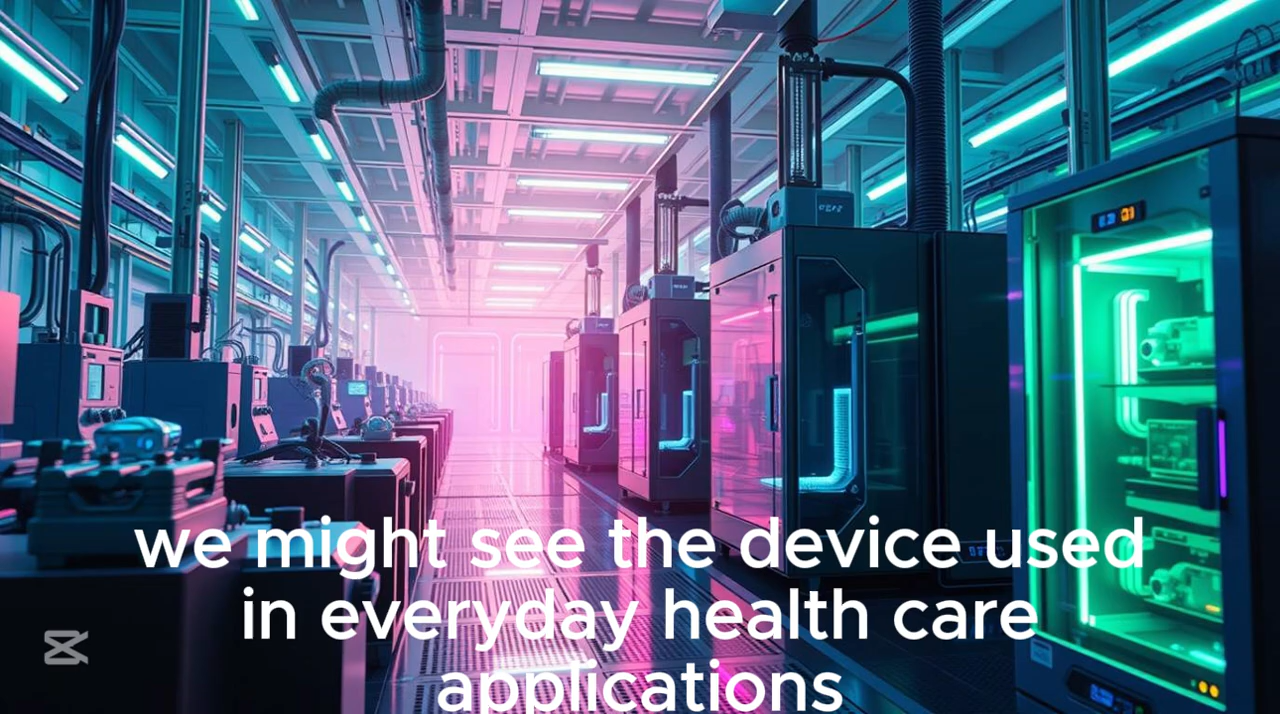 we might see the device used
in everyday health care
applications